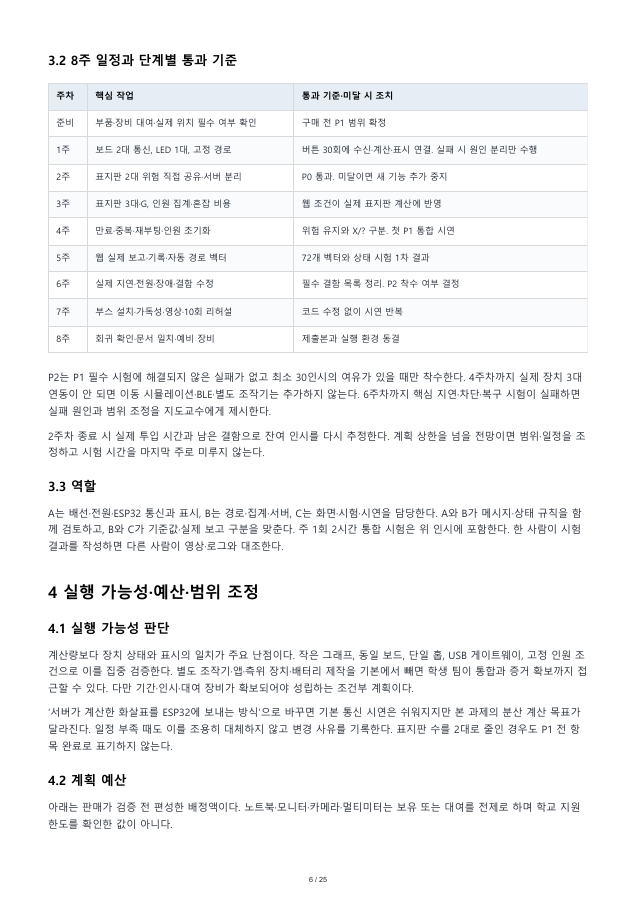 3.2 8주 일정과 단계별 통과 기준
주차 핵심 작업 통과 기준·미달 시 조치
준비 부품·장비 대여·실제 위치 필수 여부 확인 구매 전 P1 범위 확정
1주 보드 2대 통신, LED 1대, 고정 경로 버튼 30회에 수신·계산·표시 연결. 실패 시 원인 분리만 수행
2주 표지판 2대 위험 직접 공유·서버 분리 P0 통과. 미달이면 새 기능 추가 중지
3주 표지판 3대·G, 인원 집계·혼잡 비용 웹 조건이 실제 표지판 계산에 반영
4주 만료·중복·재부팅·인원 초기화 위험 유지와 X/? 구분. 첫 P1 통합 시연
5주 웹 실제 보고·기록·자동 경로 벡터 72개 벡터와 상태 시험 1차 결과
6주 실제 지연·전원·장애·결함 수정 필수 결함 목록 정리. P2 착수 여부 결정
7주 부스 설치·가독성·영상·10회 리허설 코드 수정 없이 시연 반복
8주 회귀 확인·문서 일치·예비 장비 제출본과 실행 환경 동결
P2는 P1 필수 시험에 해결되지 않은 실패가 없고 최소 30인시의 여유가 있을 때만 착수한다. 4주차까지 실제 장치 3대
연동이 안 되면 이동 시뮬레이션·BLE·별도 조작기는 추가하지 않는다. 6주차까지 핵심 지연·차단·복구 시험이 실패하면
실패 원인과 범위 조정을 지도교수에게 제시한다.
2주차 종료 시 실제 투입 시간과 남은 결함으로 잔여 인시를 다시 추정한다. 계획 상한을 넘을 전망이면 범위·일정을 조
정하고 시험 시간을 마지막 주로 미루지 않는다.
3.3 역할
A는 배선·전원·ESP32 통신과 표시, B는 경로·집계·서버, C는 화면·시험·시연을 담당한다. A와 B가 메시지·상태 규칙을 함
께 검토하고, B와 C가 기준값·실제 보고 구분을 맞춘다. 주 1회 2시간 통합 시험은 위 인시에 포함한다. 한 사람이 시험
결과를 작성하면 다른 사람이 영상·로그와 대조한다.
4 실행 가능성·예산·범위 조정
4.1 실행 가능성 판단
계산량보다 장치 상태와 표시의 일치가 주요 난점이다. 작은 그래프, 동일 보드, 단일 홉, USB 게이트웨이, 고정 인원 조
건으로 이를 집중 검증한다. 별도 조작기·앱·측위 장치·배터리 제작을 기본에서 빼면 학생 팀이 통합과 증거 확보까지 접
근할 수 있다. 다만 기간·인시·대여 장비가 확보되어야 성립하는 조건부 계획이다.
‘서버가 계산한 화살표를 ESP32에 보내는 방식’으로 바꾸면 기본 통신 시연은 쉬워지지만 본 과제의 분산 계산 목표가
달라진다. 일정 부족 때도 이를 조용히 대체하지 않고 변경 사유를 기록한다. 표지판 수를 2대로 줄인 경우도 P1 전 항
목 완료로 표기하지 않는다.
4.2 계획 예산
아래는 판매가 검증 전 편성한 배정액이다. 노트북·모니터·카메라·멀티미터는 보유 또는 대여를 전제로 하며 학교 지원
한도를 확인한 값이 아니다.
6 / 25